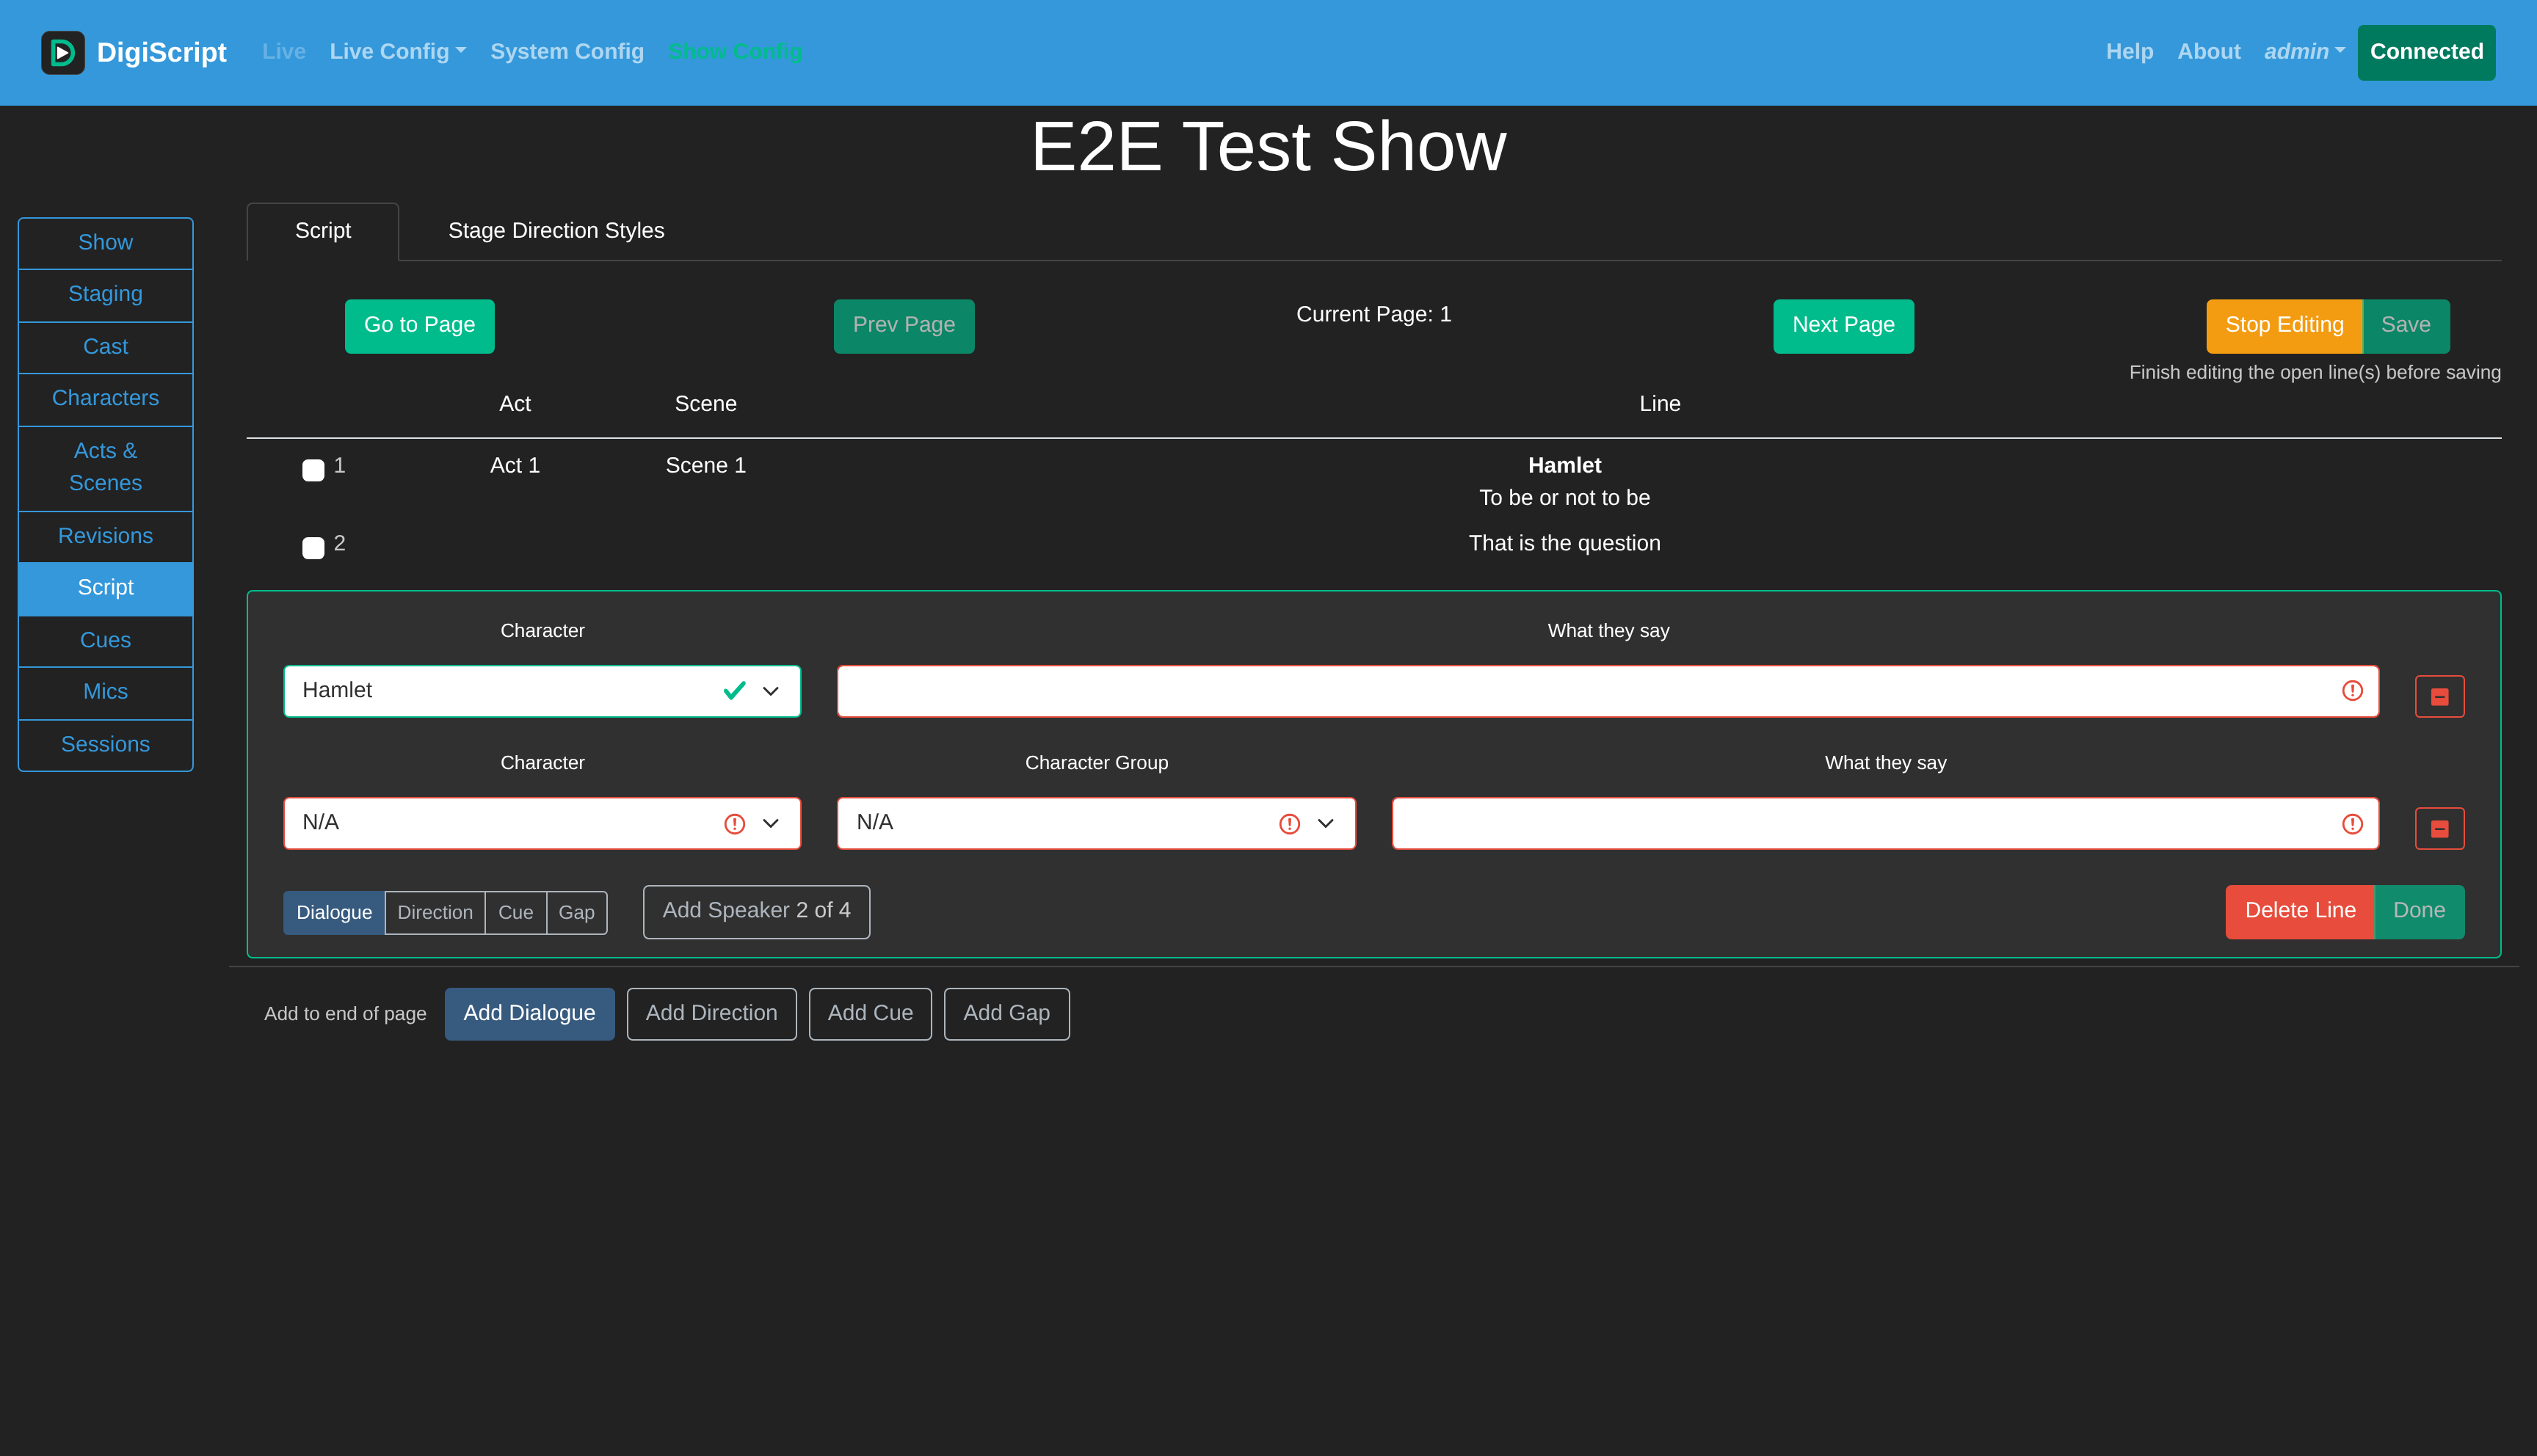 DigiScript Live Live Config System Config Show Config Help About admin Connected
E2E Test Show
Show
Staging
Cast
Characters
Acts &
Scenes
Revisions
Script
Cues
Mics
Sessions
Script Stage Direction Styles
Go to Page Prev Page Current Page: 1 Next Page Stop Editing Save
Finish editing the open line(s) before saving
Act Scene Line
1 Act 1 Scene 1 Hamlet
To be or not to be
2 That is the question
Character What they say
Hamlet
Character Character Group What they say
N/A N/A
Dialogue Direction Cue Gap Add Speaker 2 of 4 Delete Line Done
Add to end of page Add Dialogue Add Direction Add Cue Add Gap